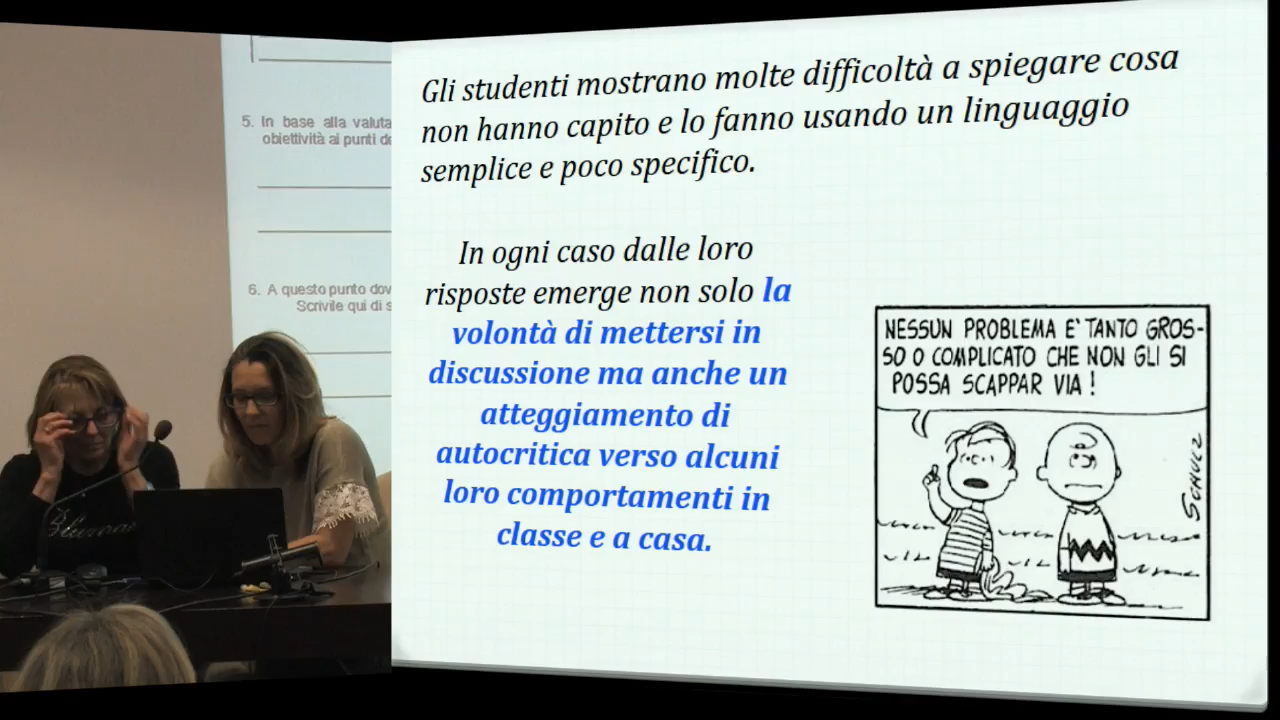 5. In base alla valuta
obiettività ai punti de
6. A questo punto dov
Scrivile qui di s
Gli studenti mostrano molte difficoltà a spiegare cosa
non hanno capito e lo fanno usando un linguaggio
semplice e poco specifico.
In ogni caso dalle loro
risposte emerge non solo la
volontà di mettersi in
discussione ma anche un
atteggiamento di
autocritica verso alcuni
loro comportamenti in
classe e a casa.
NESSUN PROBLEMA E' TANTO GROS-
SO O COMPLICATO CHE NON GLI SI
POSSA SCAPPAR VIA!
SCHULZ